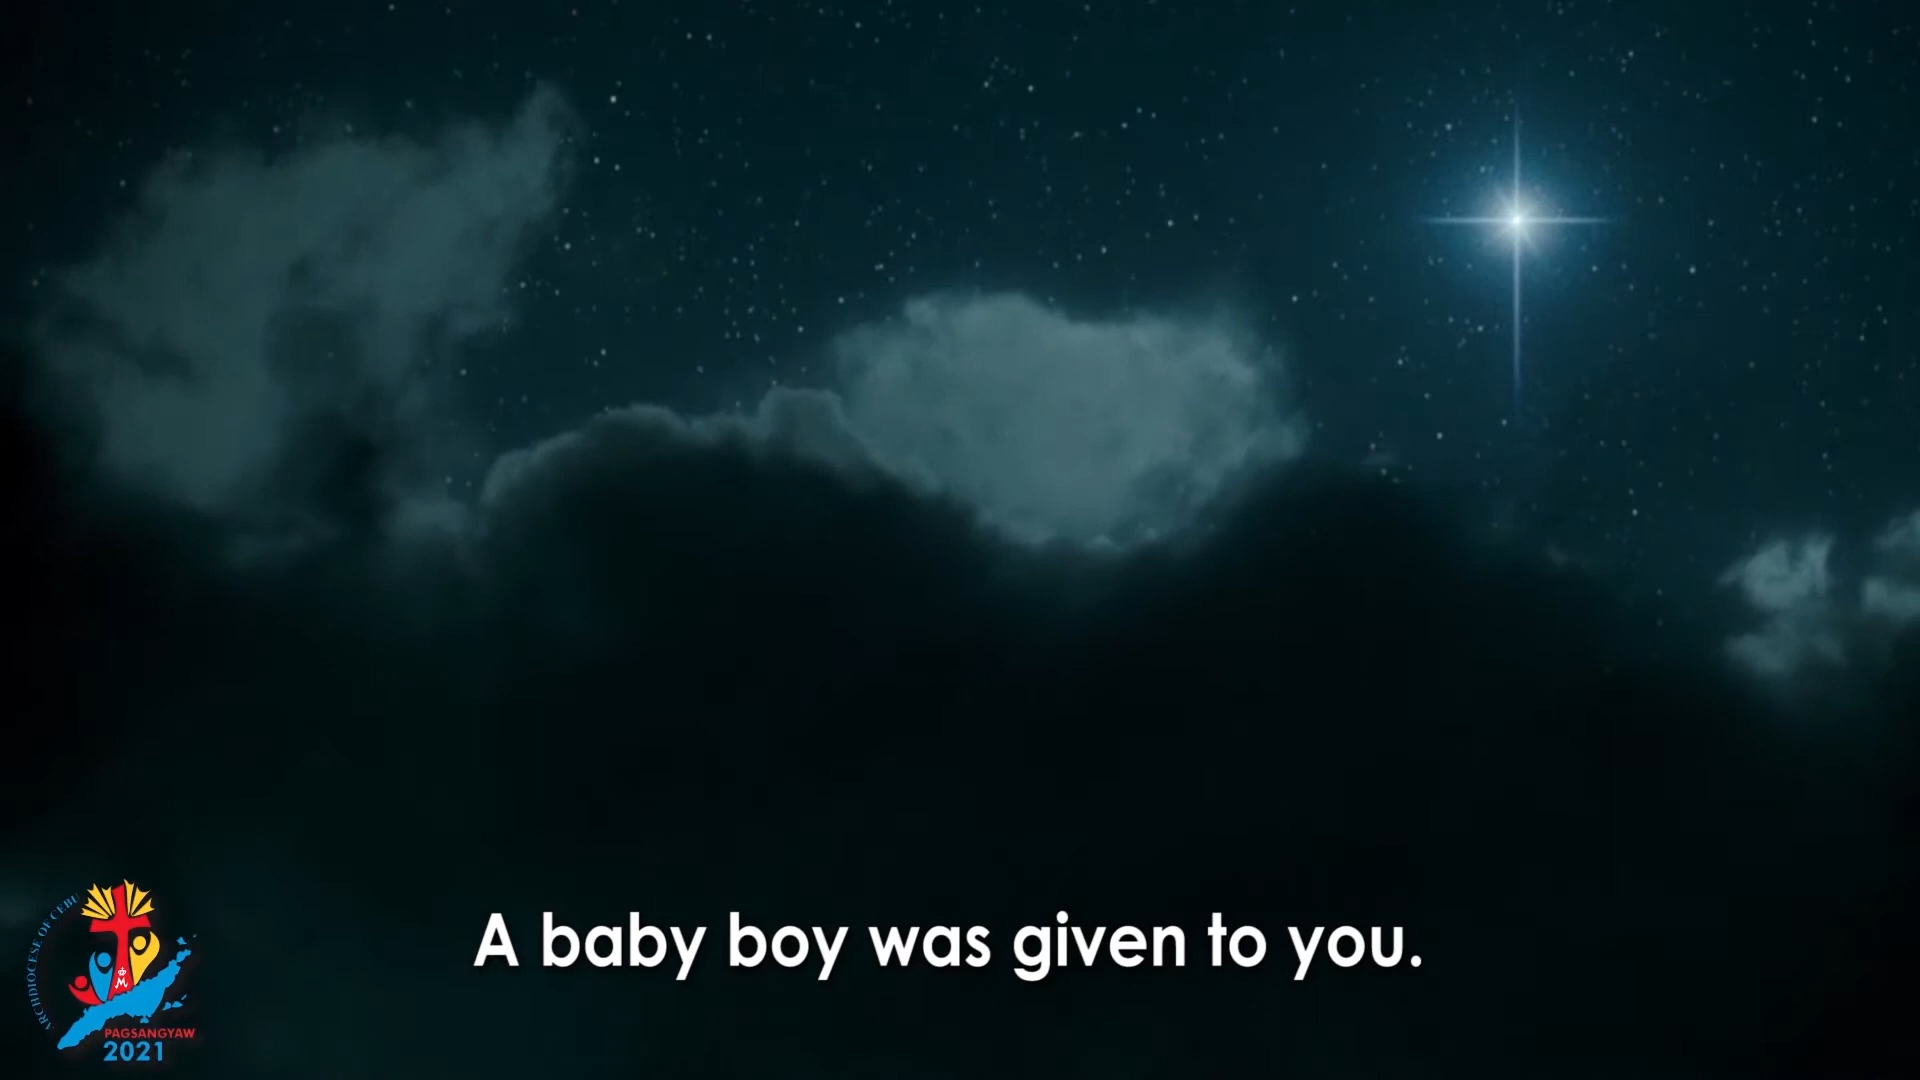 A baby boy was given to you.
ARCHDIOCESE OF CEBU
M
PAGSANGYAW
2021